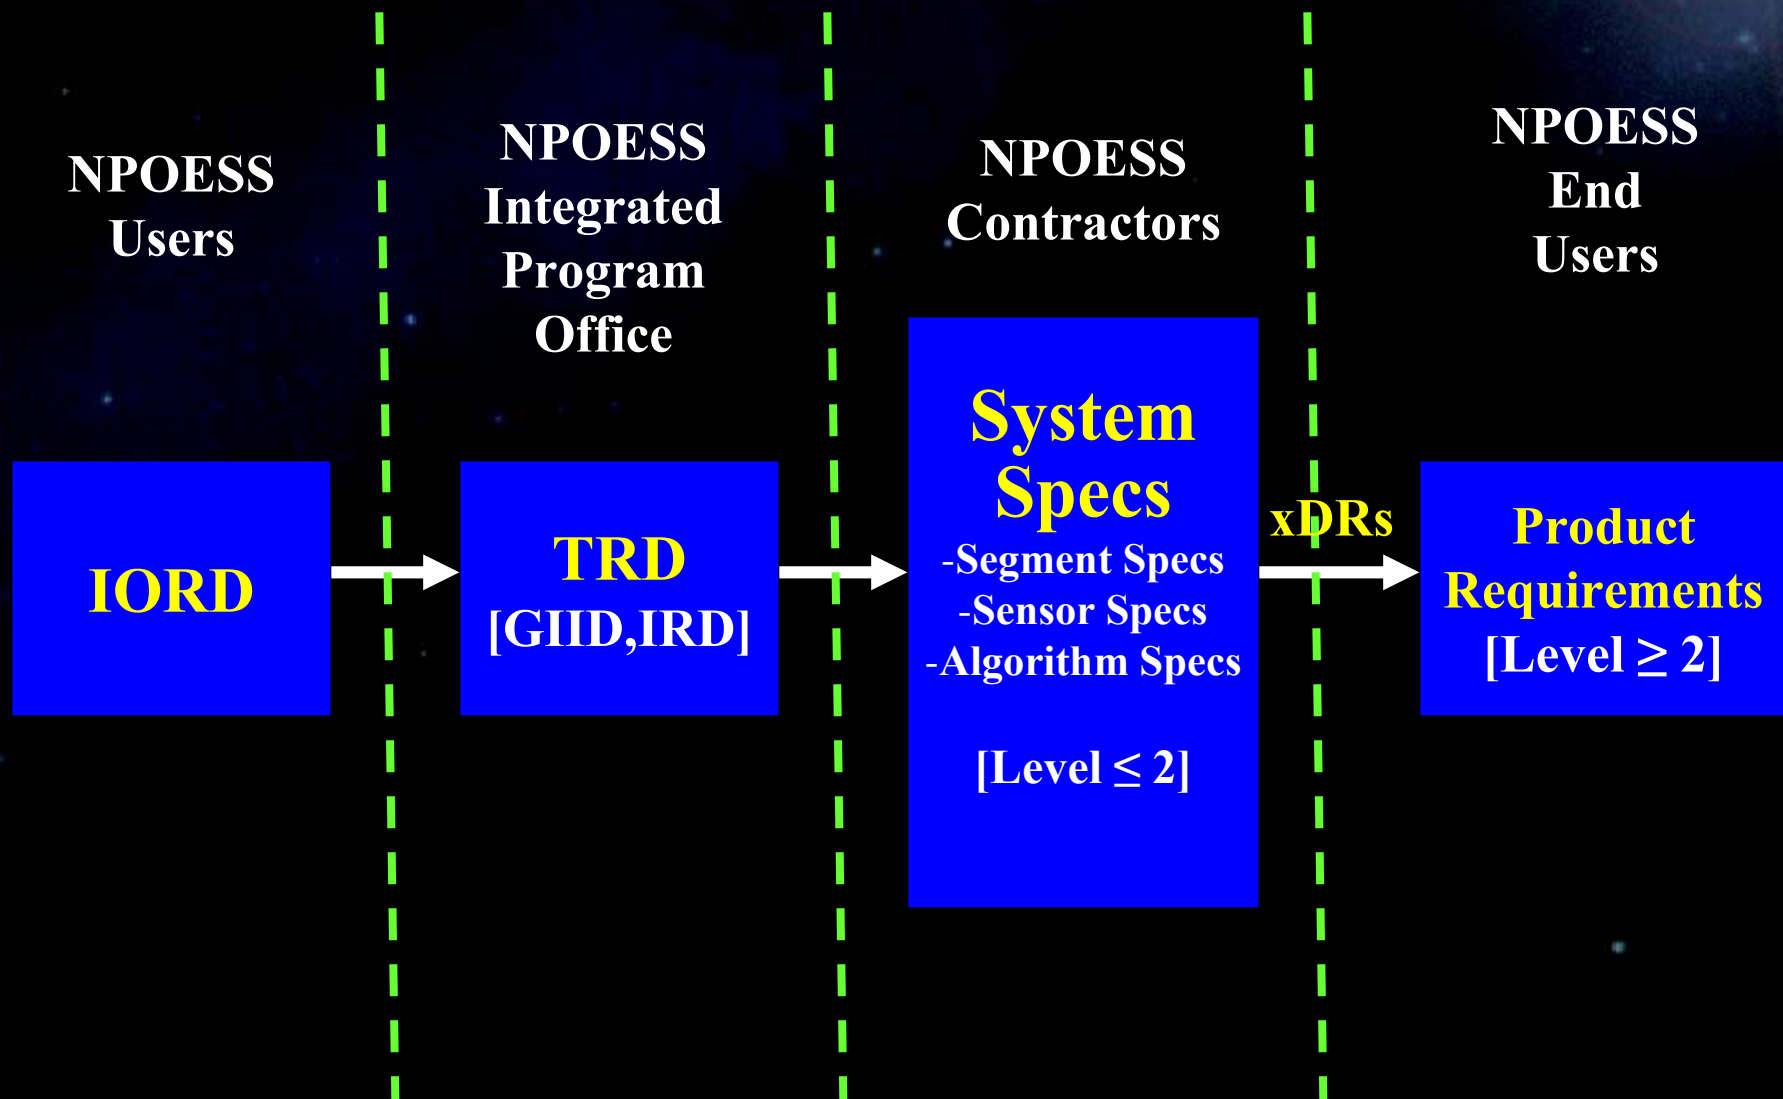 NPOESS
Users
NPOESS
Integrated
Program
Office
NPOESS
Contractors
NPOESS
End
Users
IORD
TRD
[GIID,IRD]
System
Specs
-Segment Specs
-Sensor Specs
-Algorithm Specs
[Level ≤ 2]
xDRs
Product
Requirements
[Level ≥ 2]